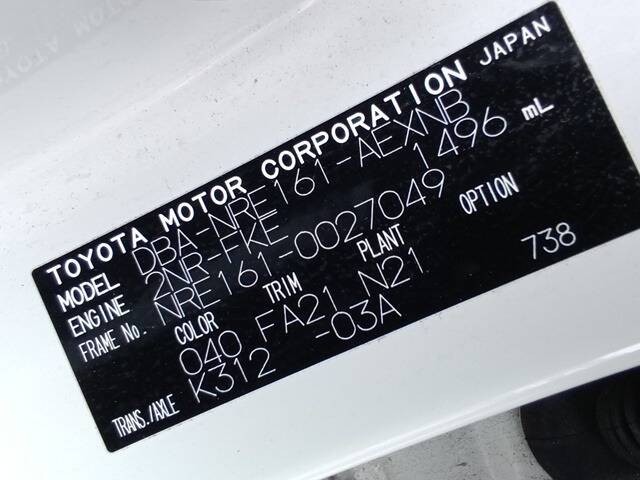 TOYOTA MOTOR CORPORATION JAPAN
MODEL DBA-NRE161-AEXNB
ENGINE 2NR-FKE 1496 mL
FRAME No. NRE161-0027049
COLOR TRIM PLANT OPTION
040 FA21 N21 738
TRANS./AXLE K312 -03A